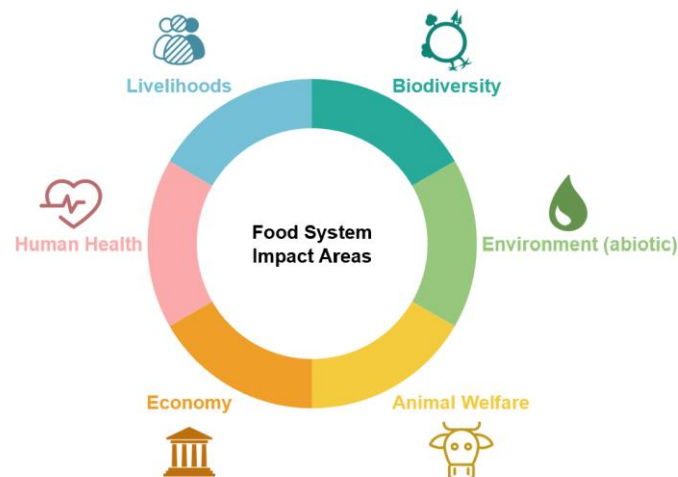 Livelihoods
Biodiversity
Human Health
Food System
Impact Areas
Environment (abiotic)
Economy
Animal Welfare